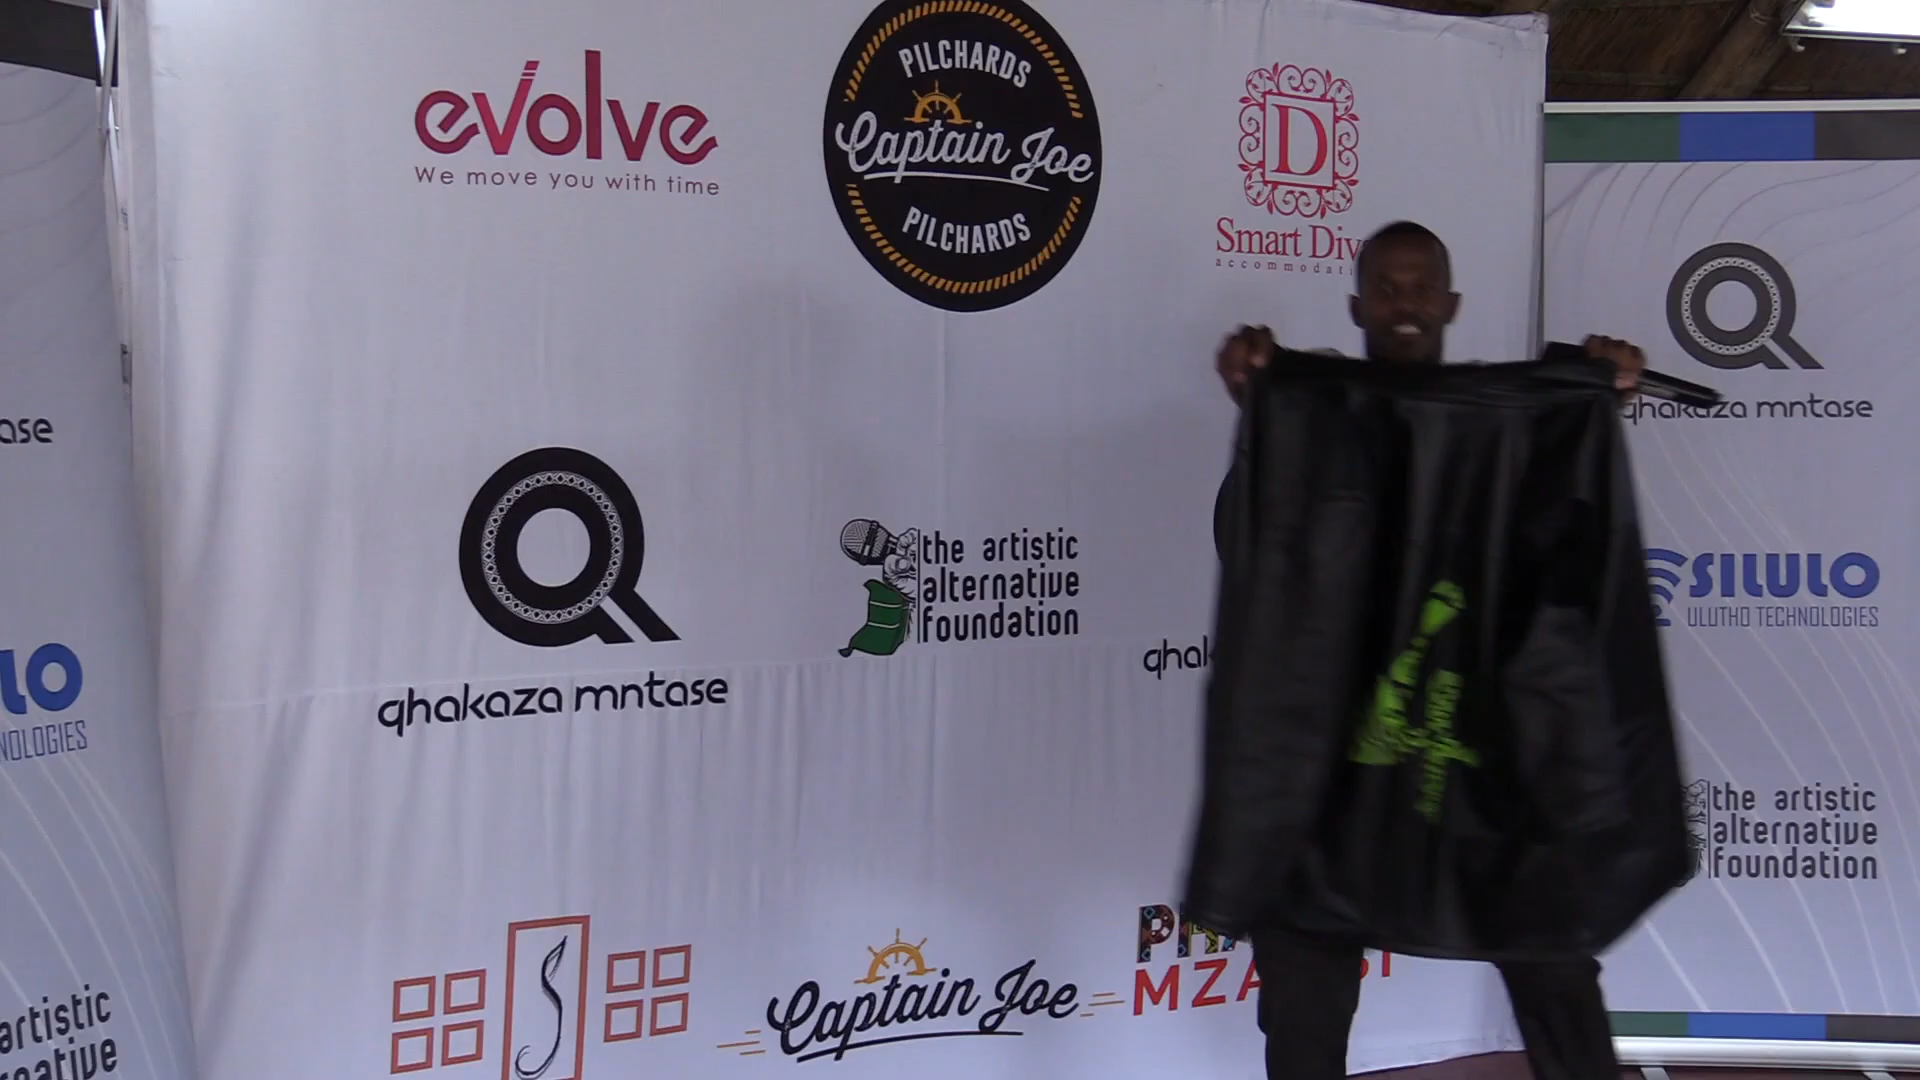 evolve
We move you with time
PILCHARDS
Captain Joe
PILCHARDS
D
Smart Div
accommodati
qhakaza mntase
ase
qhakaza mntase
the artistic
alternative
foundation
qhak
SILULO
ULUTHO TECHNOLOGIES
LO
NOLOGIES
the artistic
alternative
foundation
Captain Joe
MZA
artistic
native